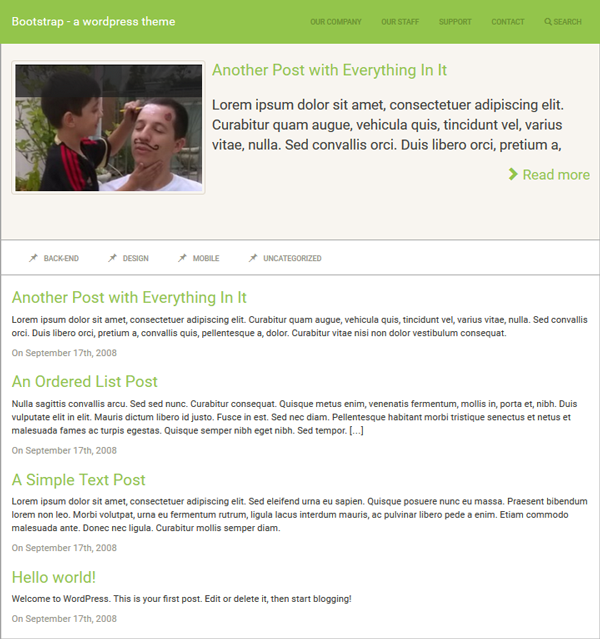 Bootstrap - a wordpress theme
OUR COMPANY OUR STAFF SUPPORT CONTACT SEARCH
Another Post with Everything In It
Lorem ipsum dolor sit amet, consectetuer adipiscing elit.
Curabitur quam augue, vehicula quis, tincidunt vel, varius
vitae, nulla. Sed convallis orci. Duis libero orci, pretium a,
Read more
BACK-END DESIGN MOBILE UNCATEGORIZED
Another Post with Everything In It
Lorem ipsum dolor sit amet, consectetuer adipiscing elit. Curabitur quam augue, vehicula quis, tincidunt vel, varius vitae, nulla. Sed convallis
orci. Duis libero orci, pretium a, convallis quis, pellentesque a, dolor. Curabitur vitae nisi non dolor vestibulum consequat.
On September 17th, 2008
An Ordered List Post
Nulla sagittis convallis arcu. Sed sed nunc. Curabitur consequat. Quisque metus enim, venenatis fermentum, mollis in, porta et, nibh. Duis
vulputate elit in elit. Mauris dictum libero id justo. Fusce in est. Sed nec diam. Pellentesque habitant morbi tristique senectus et netus et
malesuada fames ac turpis egestas. Quisque semper nibh eget nibh. Sed tempor. […]
On September 17th, 2008
A Simple Text Post
Lorem ipsum dolor sit amet, consectetuer adipiscing elit. Sed eleifend urna eu sapien. Quisque posuere nunc eu massa. Praesent bibendum
lorem non leo. Morbi volutpat, urna eu fermentum rutrum, ligula lacus interdum mauris, ac pulvinar libero pede a enim. Etiam commodo
malesuada ante. Donec nec ligula. Curabitur mollis semper diam.
On September 17th, 2008
Hello world!
Welcome to WordPress. This is your first post. Edit or delete it, then start blogging!
On September 17th, 2008